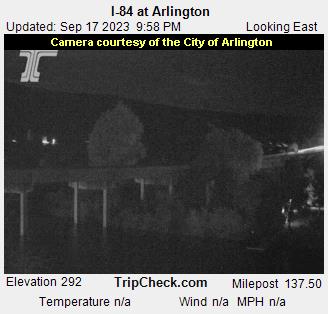 I-84 at Arlington
Updated: Sep 17 2023 9:58 PM Looking East
Camera courtesy of the City of Arlington
Elevation 292 TripCheck.com Milepost 137.50
Temperature n/a Wind n/a MPH n/a